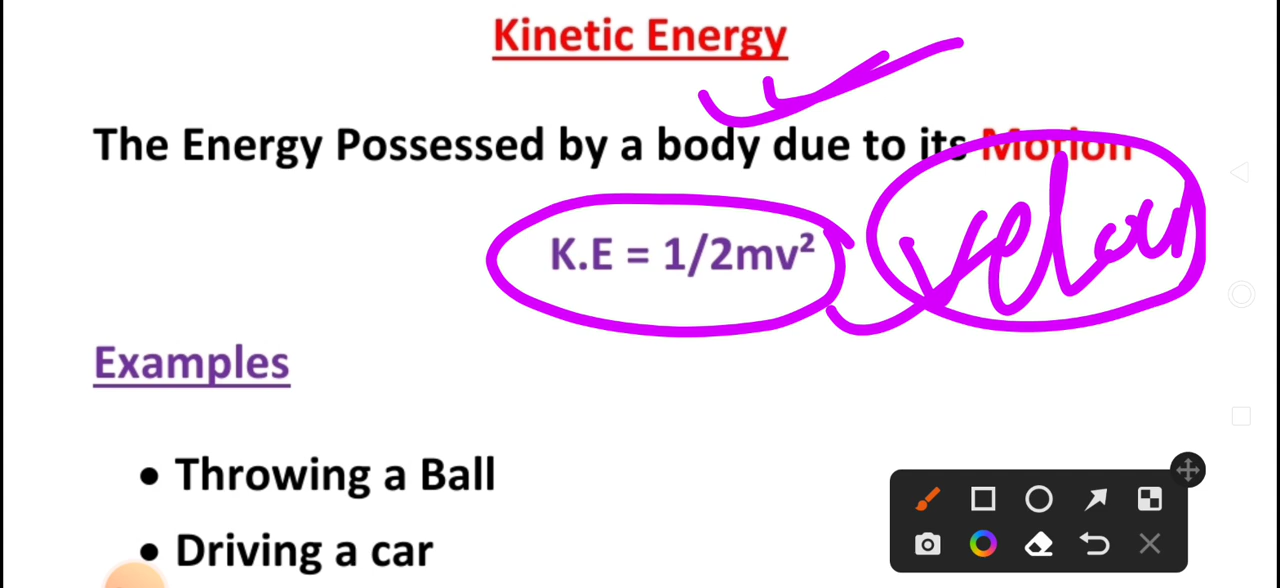 Kinetic Energy
The Energy Possessed by a body due to its Motion
K.E = 1/2mv²
Examples
• Throwing a Ball
• Driving a car